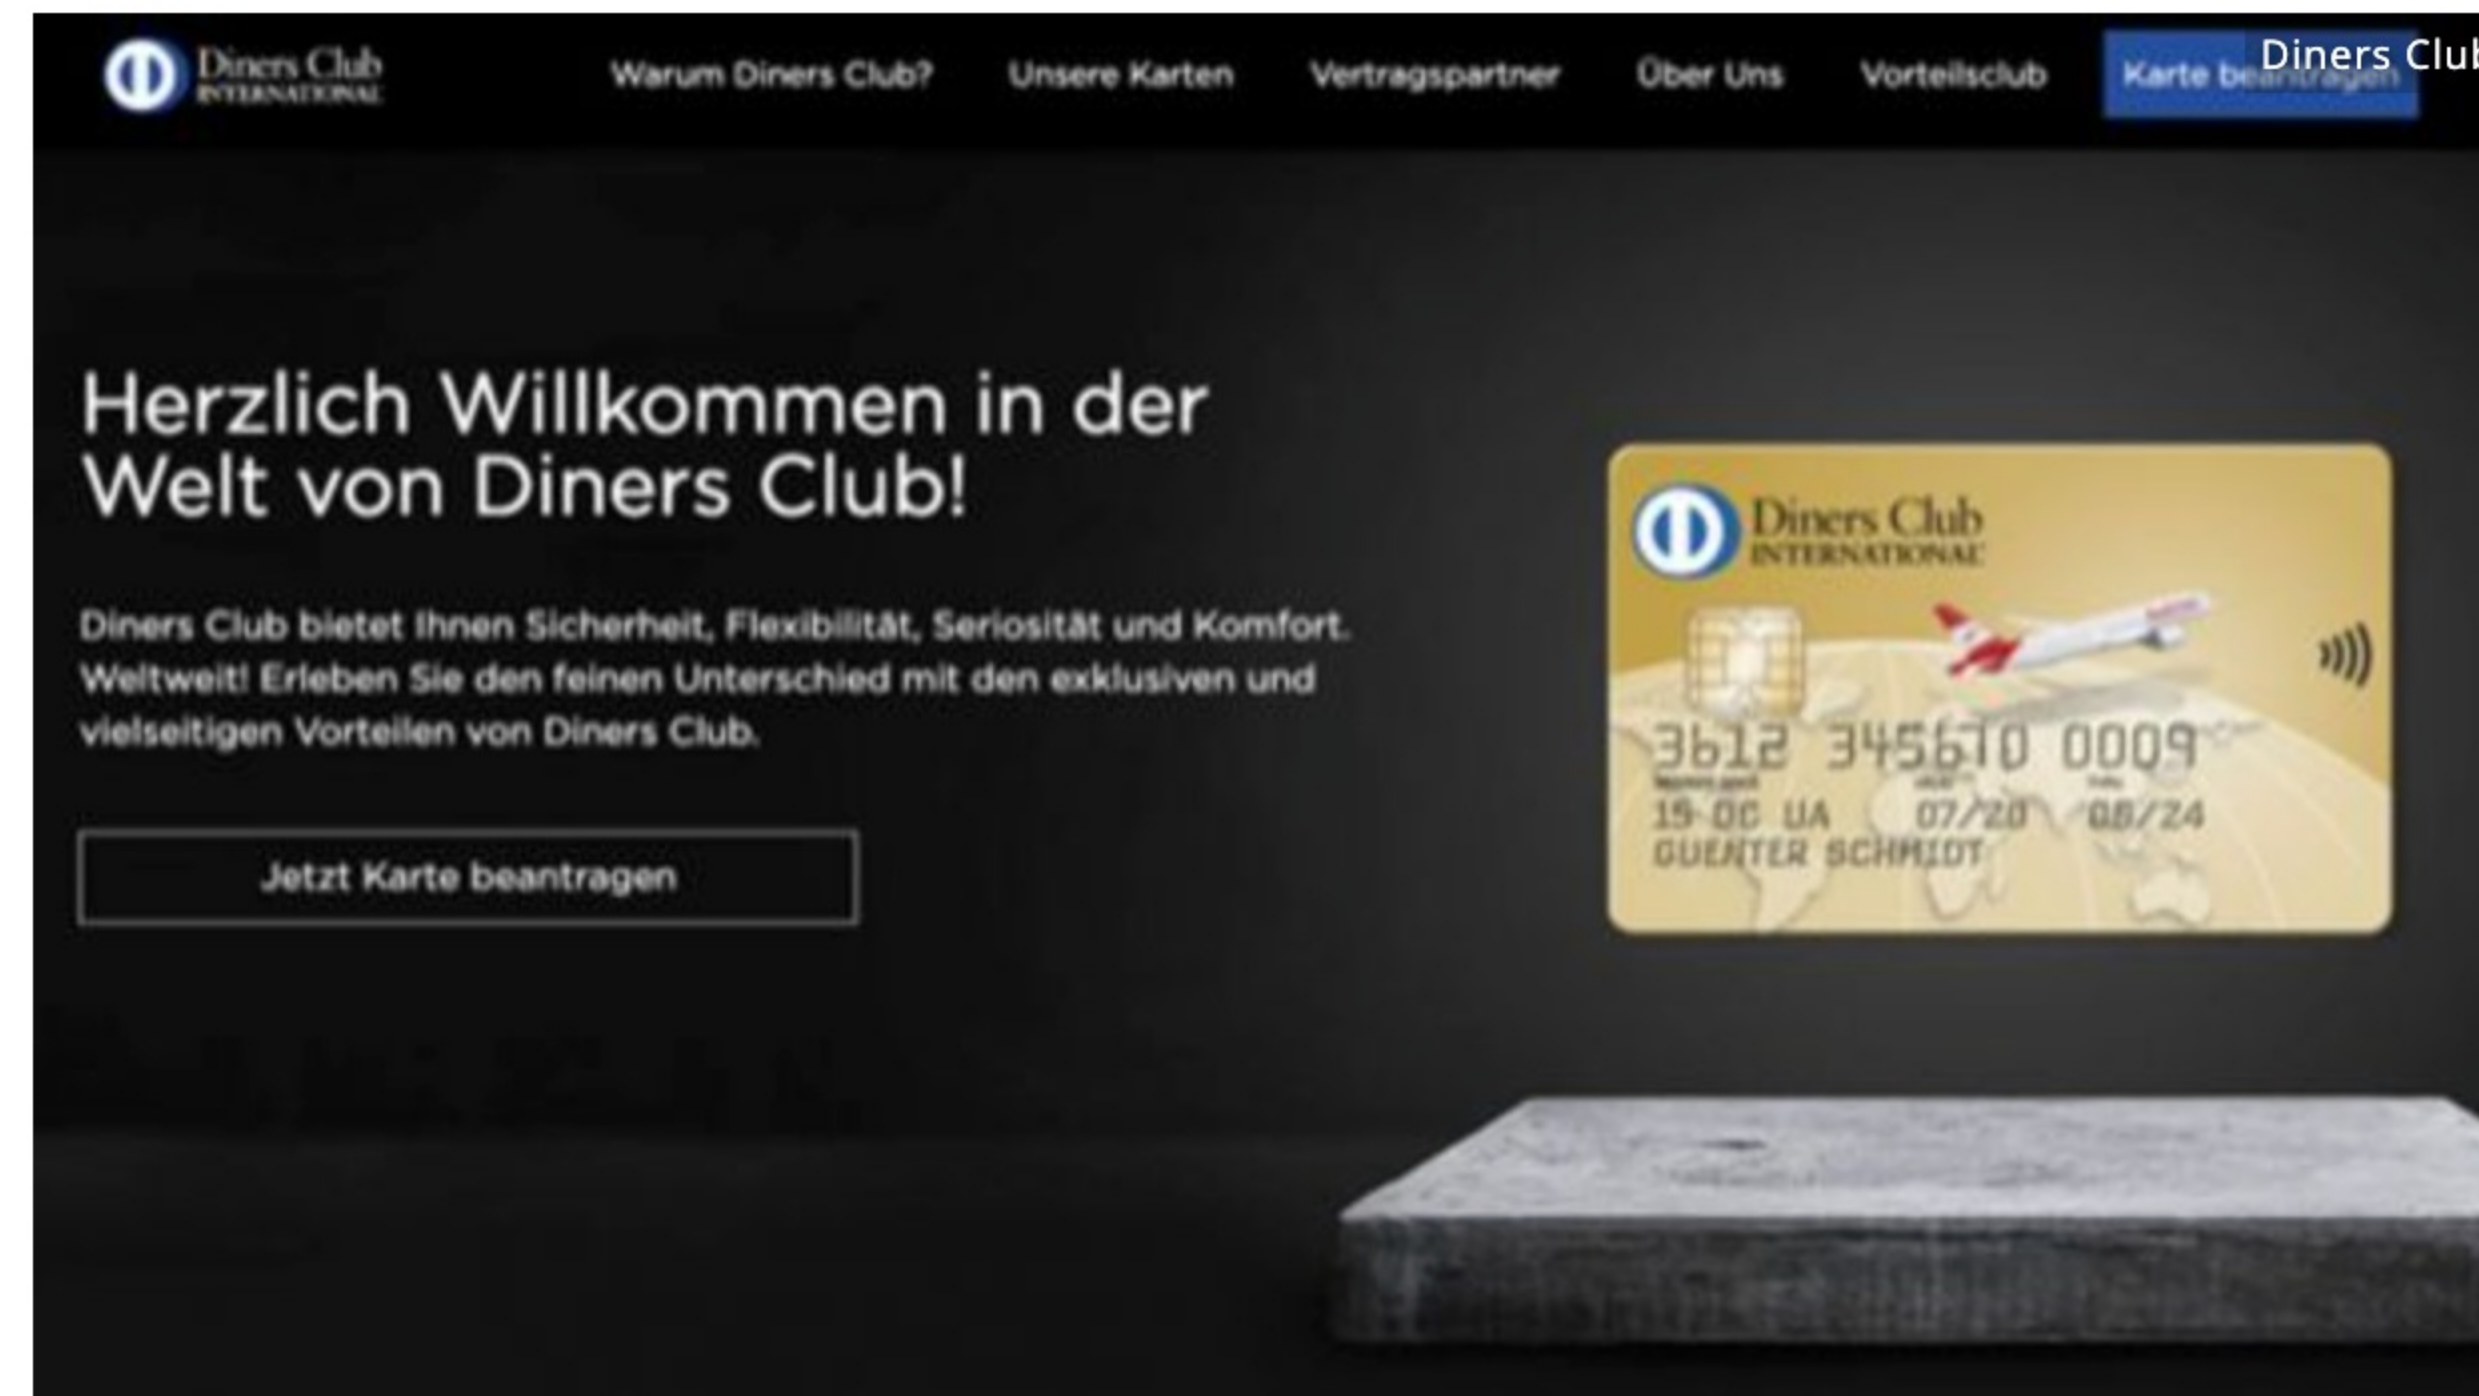 Diners Club
INTERNATIONAL
Warum Diners Club?
Unsere Karten
Vertragspartner
Über Uns
Vorteilsclub
Karte beantragen
Diners Club
Herzlich Willkommen in der
Welt von Diners Club!
Diners Club bietet Ihnen Sicherheit, Flexibilität, Seriosität und Komfort.
Weltweit! Erleben Sie den feinen Unterschied mit den exklusiven und
vielseitigen Vorteilen von Diners Club.
Jetzt Karte beantragen
Diners Club
INTERNATIONAL
3612 345670 0009
15 OC UA 07/20 08/24
GUENTER SCHMIDT